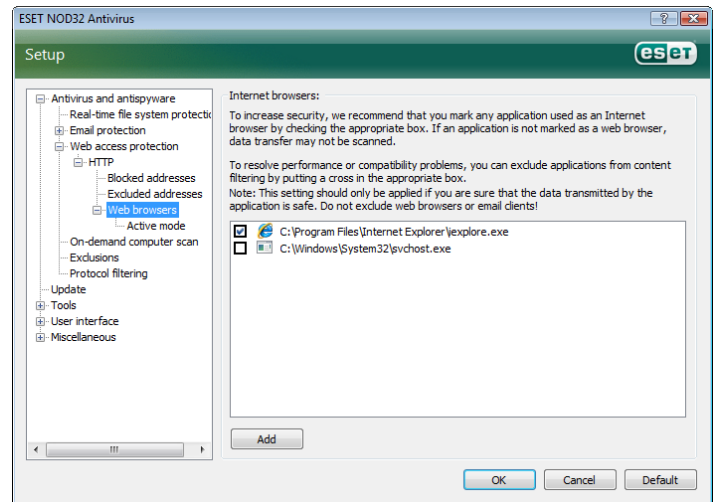 ESET NOD32 Antivirus
Setup
eset
Antivirus and antispyware
Real-time file system protectic
Email protection
Web access protection
HTTP
Blocked addresses
Excluded addresses
Web browsers
Active mode
On-demand computer scan
Exclusions
Protocol filtering
Update
Tools
User interface
Miscellaneous
Internet browsers:
To increase security, we recommend that you mark any application used as an Internet
browser by checking the appropriate box. If an application is not marked as a web browser,
data transfer may not be scanned.
To resolve performance or compatibility problems, you can exclude applications from content
filtering by putting a cross in the appropriate box.
Note: This setting should only be applied if you are sure that the data transmitted by the
application is safe. Do not exclude web browsers or email clients!
C:\Program Files\Internet Explorer\iexplore.exe
C:\Windows\System32\svchost.exe
Add
OK
Cancel
Default